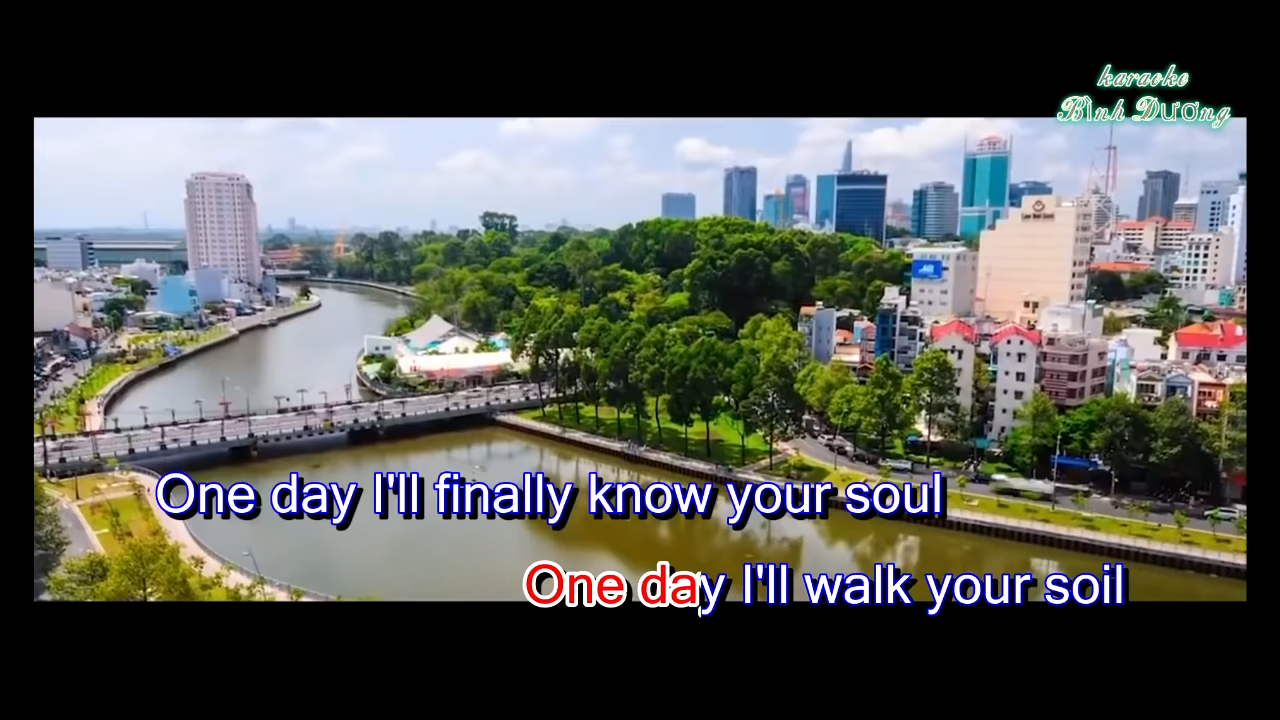 karaoke
Bình Dương
One day I'll finally know your soul
One day I'll walk your soil